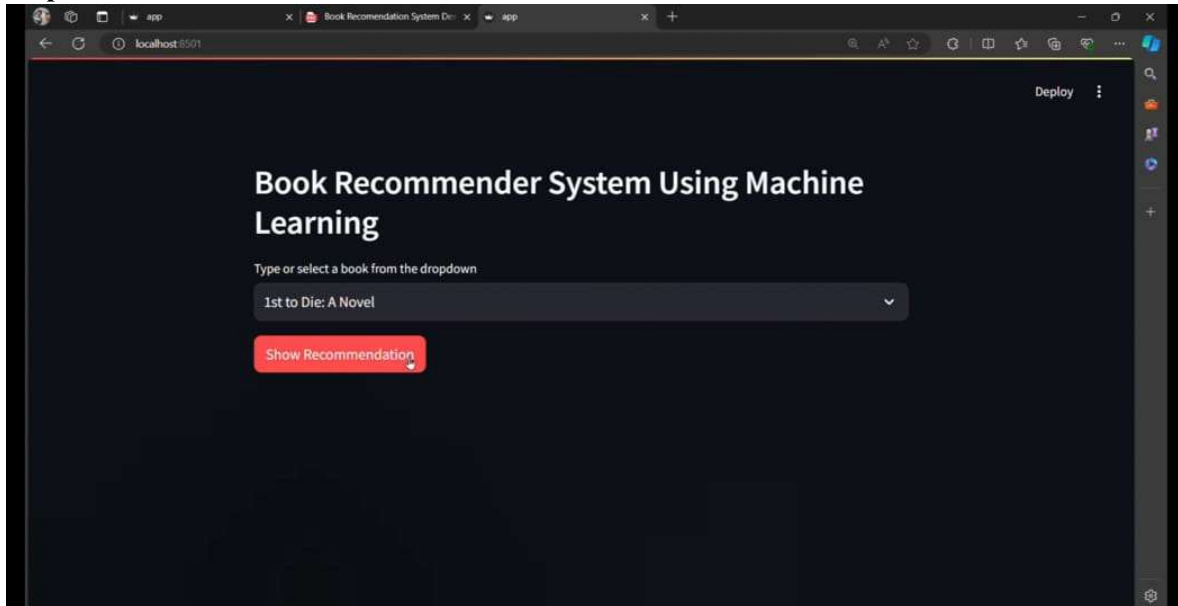 app
Book Recomendation System De
app
localhost:8501
Deploy
Book Recommender System Using Machine
Learning
Type or select a book from the dropdown
1st to Die: A Novel
Show Recommendation